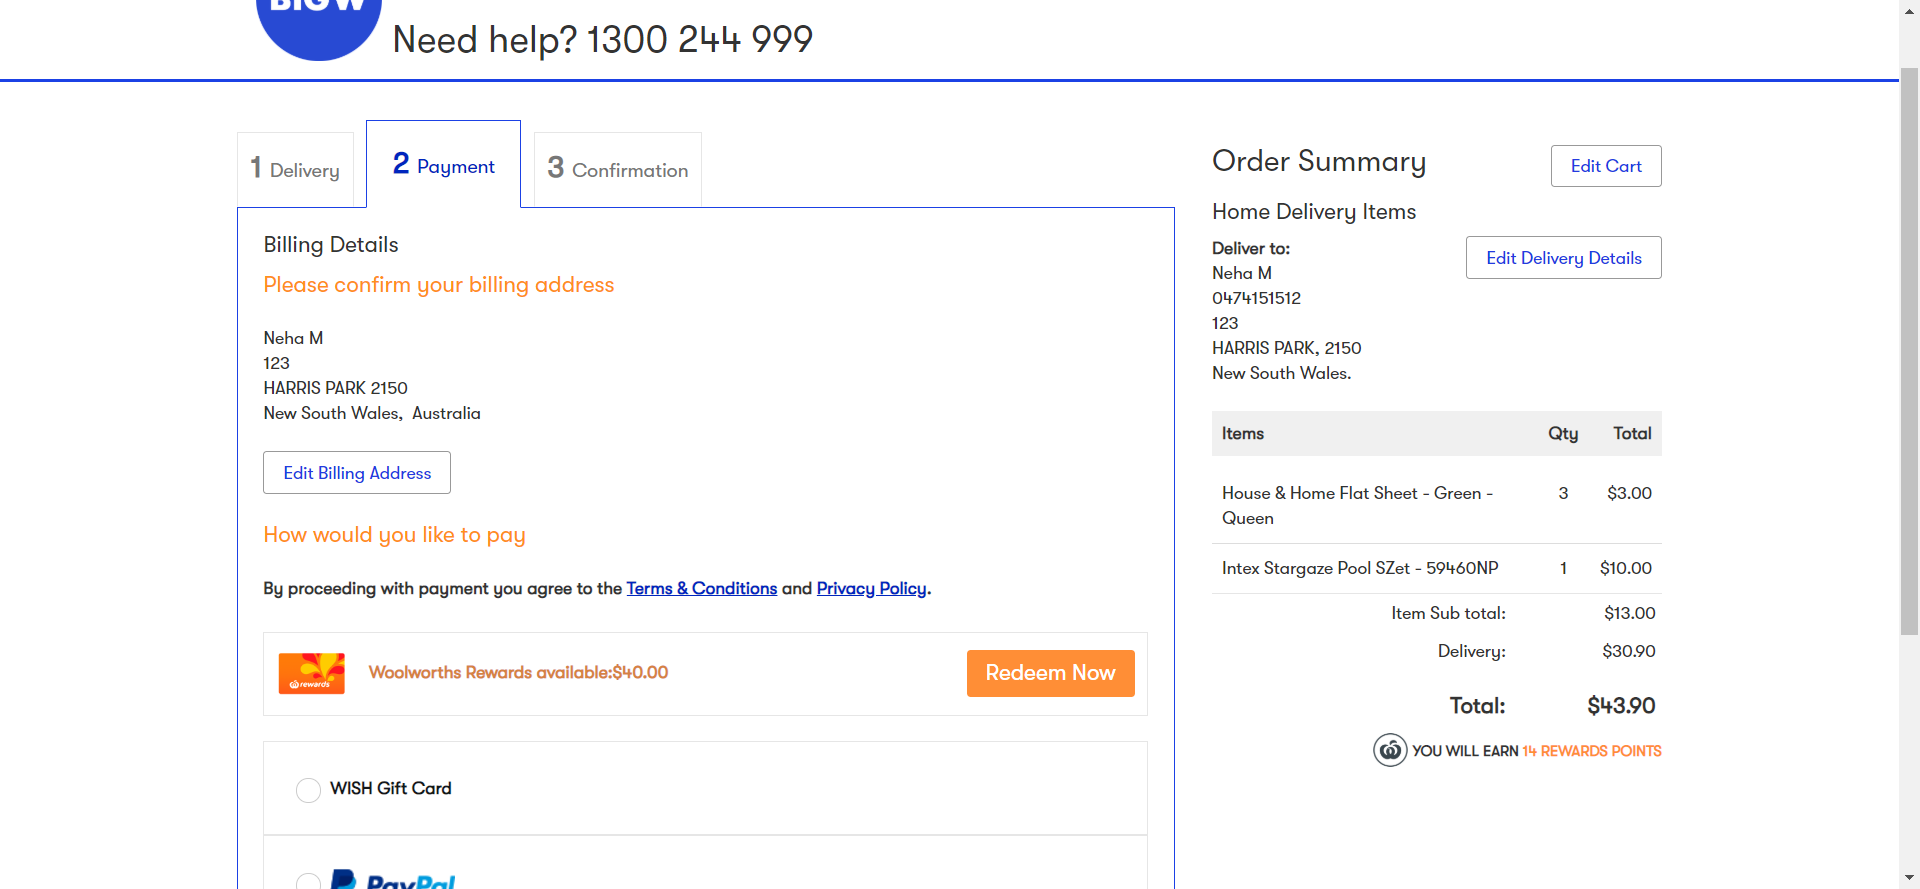 BIG W
Need help? 1300 244 999
1 Delivery
2 Payment
3 Confirmation
Billing Details
Please confirm your billing address
Neha M
123
HARRIS PARK 2150
New South Wales, Australia
Edit Billing Address
How would you like to pay
By proceeding with payment you agree to the Terms & Conditions and Privacy Policy.
rewards
Woolworths Rewards available:$40.00
Redeem Now
WISH Gift Card
PayPal
Order Summary
Edit Cart
Home Delivery Items
Deliver to:
Edit Delivery Details
Neha M
0474151512
123
HARRIS PARK, 2150
New South Wales.
Items Qty Total
House & Home Flat Sheet - Green - 3 $3.00
Queen
Intex Stargaze Pool SZet - 59460NP 1 $10.00
Item Sub total: $13.00
Delivery: $30.90
Total: $43.90
YOU WILL EARN 14 REWARDS POINTS